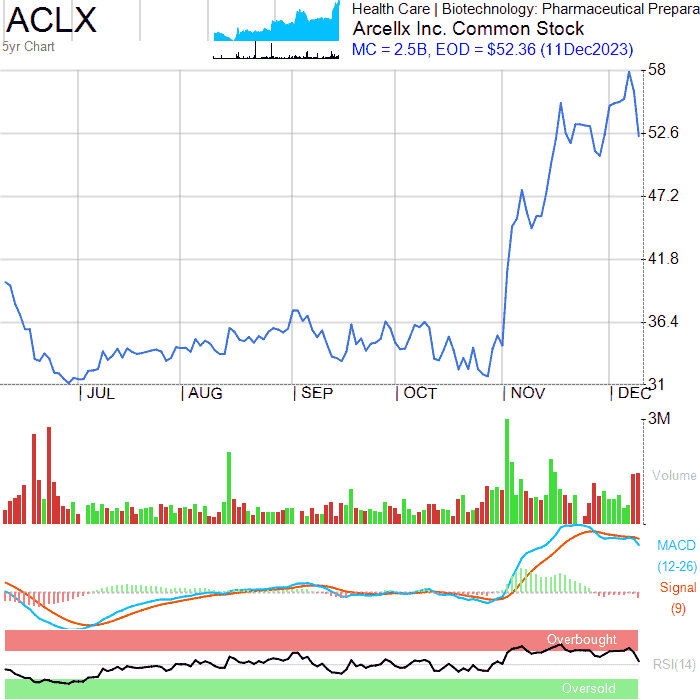 ACLX
5yr Chart
Health Care | Biotechnology: Pharmaceutical Prepara
Arcellx Inc. Common Stock
MC = 2.5B, EOD = $52.36 (11Dec2023)
58
52.6
47.2
41.8
36.4
31
| JUL | AUG | SEP | OCT | NOV | DEC
3M
Volume
MACD
(12-26)
Signal
(9)
Overbought
RSI(14)
Oversold